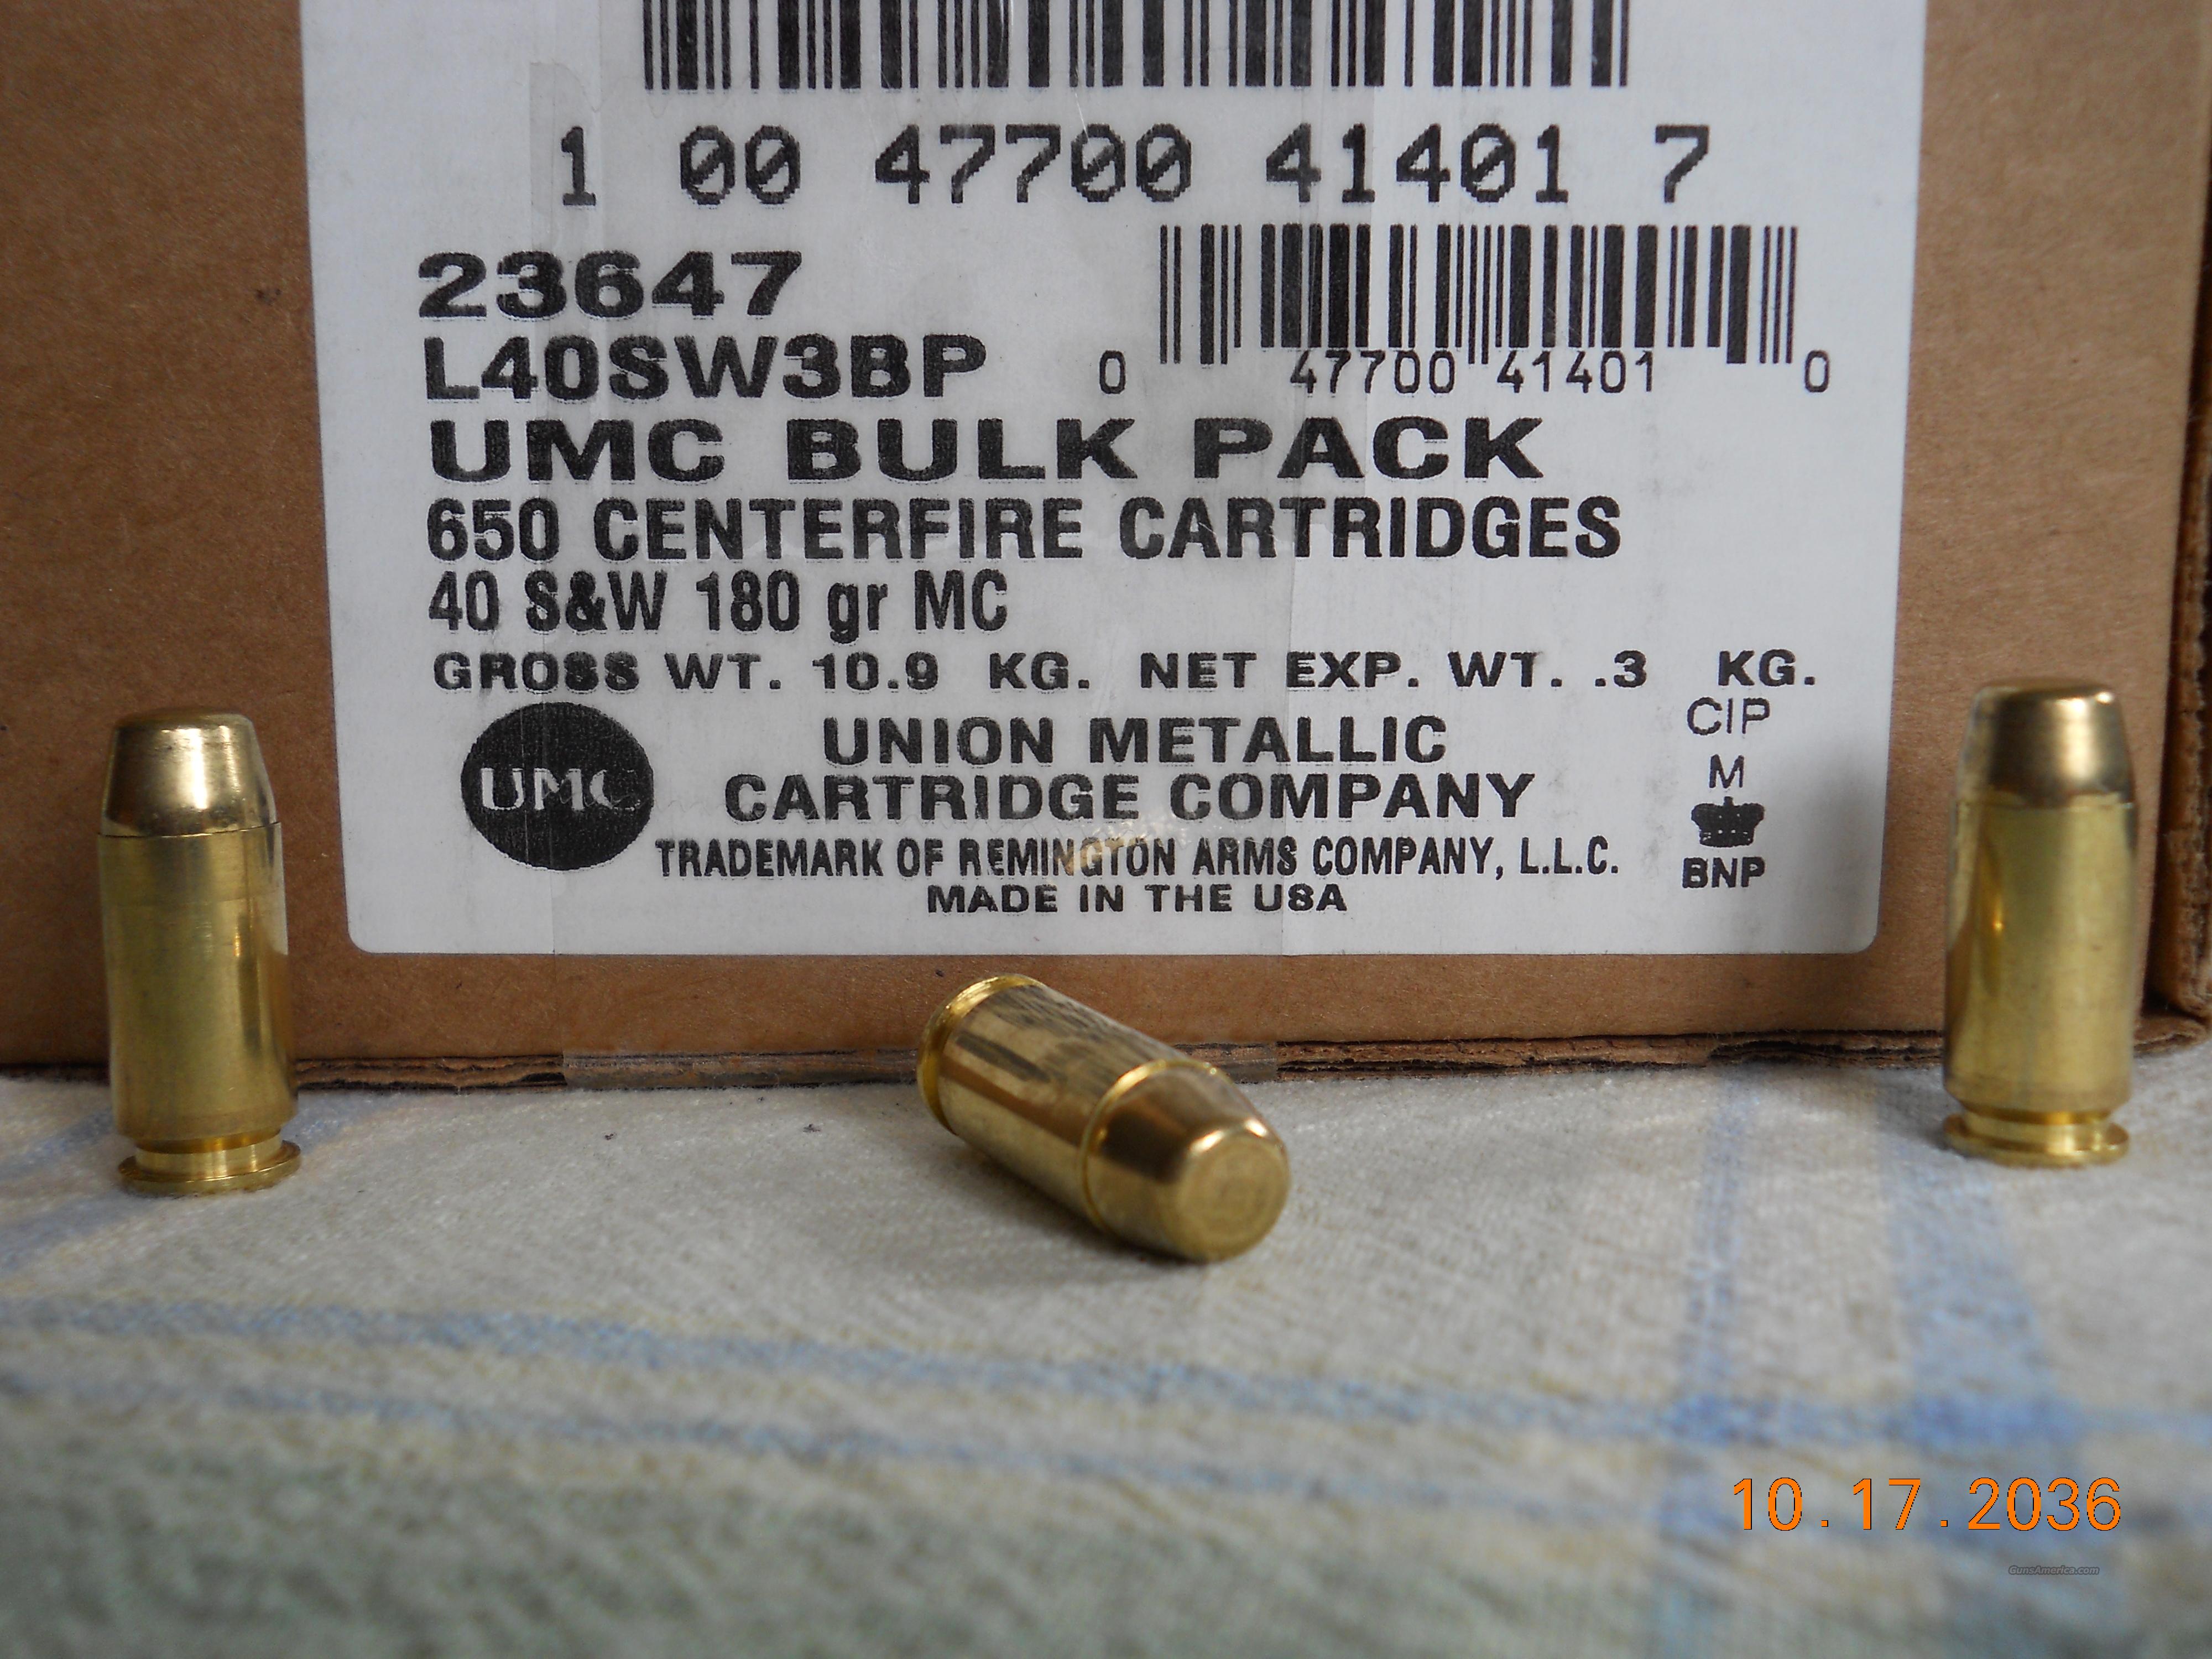 1 00 47700 41401 7
23647
L40SW3BP
0 47700 41401 0
UMC BULK PACK
650 CENTERFIRE CARTRIDGES
40 S&W 180 gr MC
GROSS WT. 10.9 KG. NET EXP. WT. .3 KG.
CIP
M
BNP
UMC
UNION METALLIC
CARTRIDGE COMPANY
TRADEMARK OF REMINGTON ARMS COMPANY, L.L.C.
MADE IN THE USA
10.17.2036
GunsAmerica.com